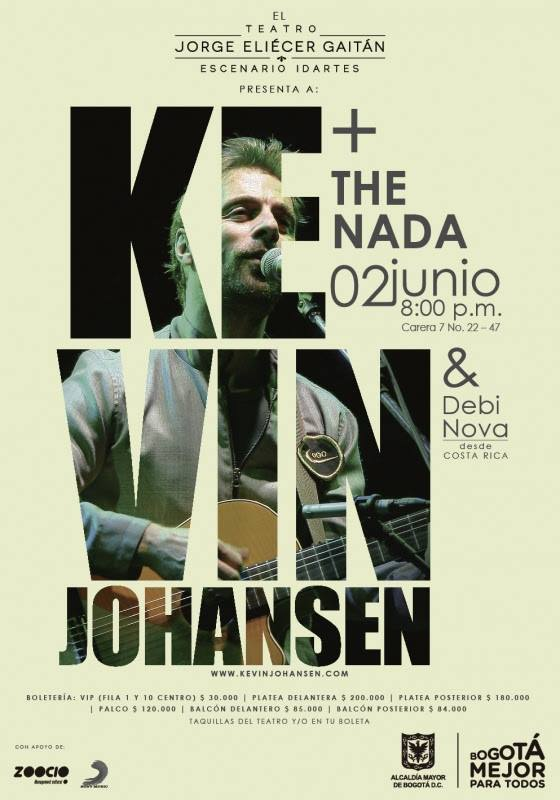 EL
TEATRO
JORGE ELIÉCER GAITÁN
ESCENARIO IDARTES
PRESENTA A:
KE
+
THE
NADA
02junio
8:00 p.m.
Carera 7 No. 22 – 47
VIN
&
Debi
Nova
desde
COSTA RICA
JOHANSEN
WWW.KEVINJOHANSEN.COM
BOLETERÍA: VIP (FILA 1 Y 10 CENTRO) $ 30.000 | PLATEA DELANTERA $ 200.000 | PLATEA POSTERIOR $ 180.000
| PALCO $ 120.000 | BALCÓN DELANTERO $ 85.000 | BALCÓN POSTERIOR $ 84.000
TAQUILLAS DEL TEATRO Y/O EN TU BOLETA
CON APOYO DE:
ZOOCIO
SONY MUSIC
ALCALDÍA MAYOR
DE BOGOTÁ D.C.
BOGOTÁ
MEJOR
PARA TODOS